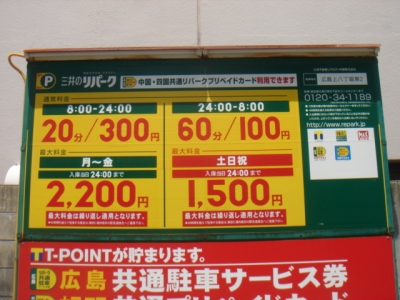 P 三井のリパーク
中国・四国共通リパークプリペイドカード利用できます
通常料金
8:00-24:00
20分/300円
24:00-8:00
60分/100円
最大料金
月〜金
入庫当日24:00まで
2,200円
最大料金は繰り返し適用となります。
最大料金
土日祝
入庫当日24:00まで
1,500円
最大料金は繰り返し適用となります。
広島上八丁堀第2
0120-34-1189
http://www.repark.jp
T-POINTが貯まります。
広島 共通駐車サービス券